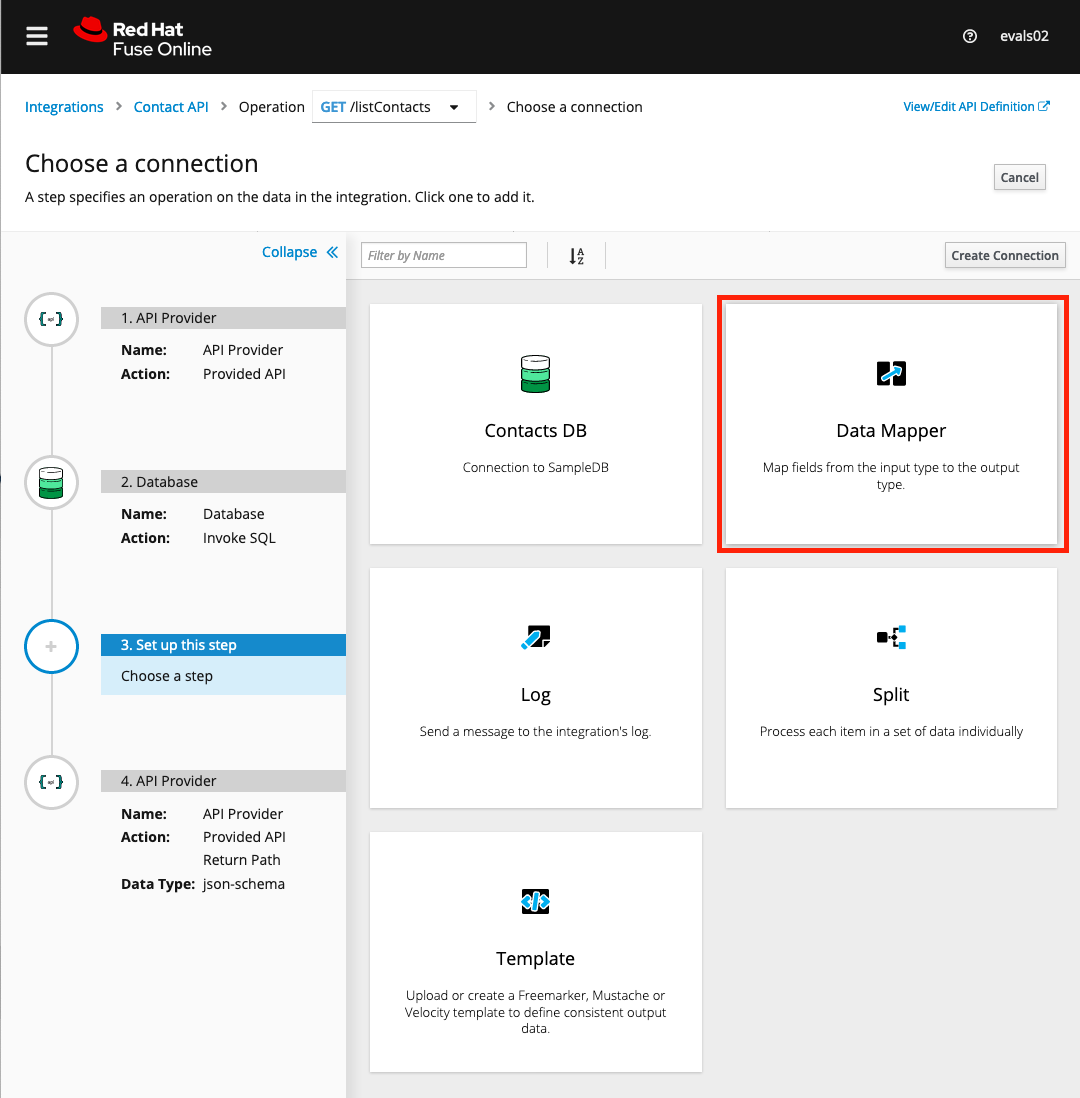 Red Hat
Fuse Online
evals02
Integrations > Contact API > Operation GET /listContacts > Choose a connection
View/Edit API Definition
Choose a connection
Cancel
A step specifies an operation on the data in the integration. Click one to add it.
Collapse
Filter by Name
A
Z
Create Connection
1. API Provider
Name: API Provider
Action: Provided API
2. Database
Name: Database
Action: Invoke SQL
3. Set up this step
Choose a step
4. API Provider
Name: API Provider
Action: Provided API
Return Path
Data Type: json-schema
Contacts DB
Connection to SampleDB
Data Mapper
Map fields from the input type to the output
type.
Log
Send a message to the integration's log.
Split
Process each item in a set of data individually
Template
Upload or create a Freemarker, Mustache or
Velocity template to define consistent output
data.